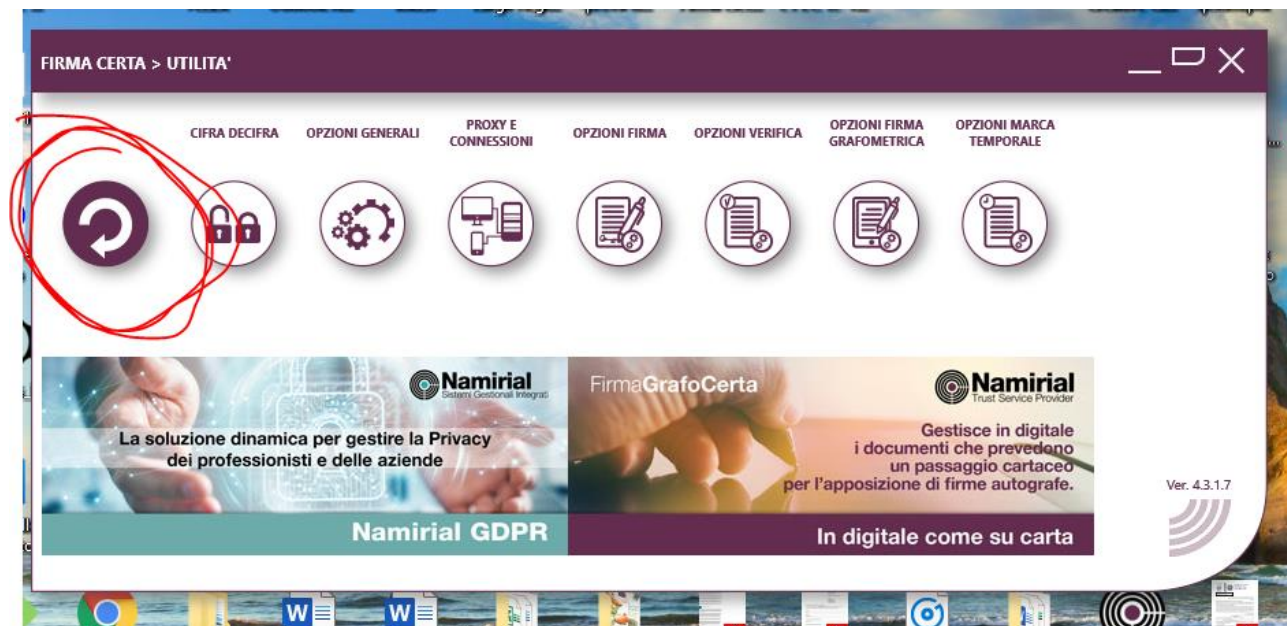 FIRMA CERTA > UTILITA'
CIFRA DECIFRA
OPZIONI GENERALI
PROXY E
CONNESSIONI
OPZIONI FIRMA
OPZIONI VERIFICA
OPZIONI FIRMA
GRAFOMETRICA
OPZIONI MARCA
TEMPORALE
Namirial
Sistemi Gestionali Integrati
La soluzione dinamica per gestire la Privacy
dei professionisti e delle aziende
Namirial GDPR
FirmaGrafoCerta
Namirial
Trust Service Provider
Gestisce in digitale
i documenti che prevedono
un passaggio cartaceo
per l'apposizione di firme autografe.
In digitale come su carta
Ver. 4.3.1.7